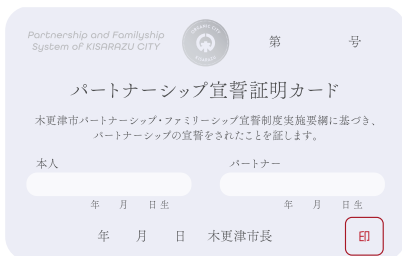 Partnership and Familyship
System of KISARAZU CITY
ORGANIC CITY
KISARAZU
第 号
パートナーシップ宣誓証明カード
木更津市パートナーシップ・ファミリーシップ宣誓制度実施要綱に基づき、
パートナーシップの宣誓をされたことを証します。
本人 パートナー
年 月 日生 年 月 日生
年 月 日 木更津市長 印